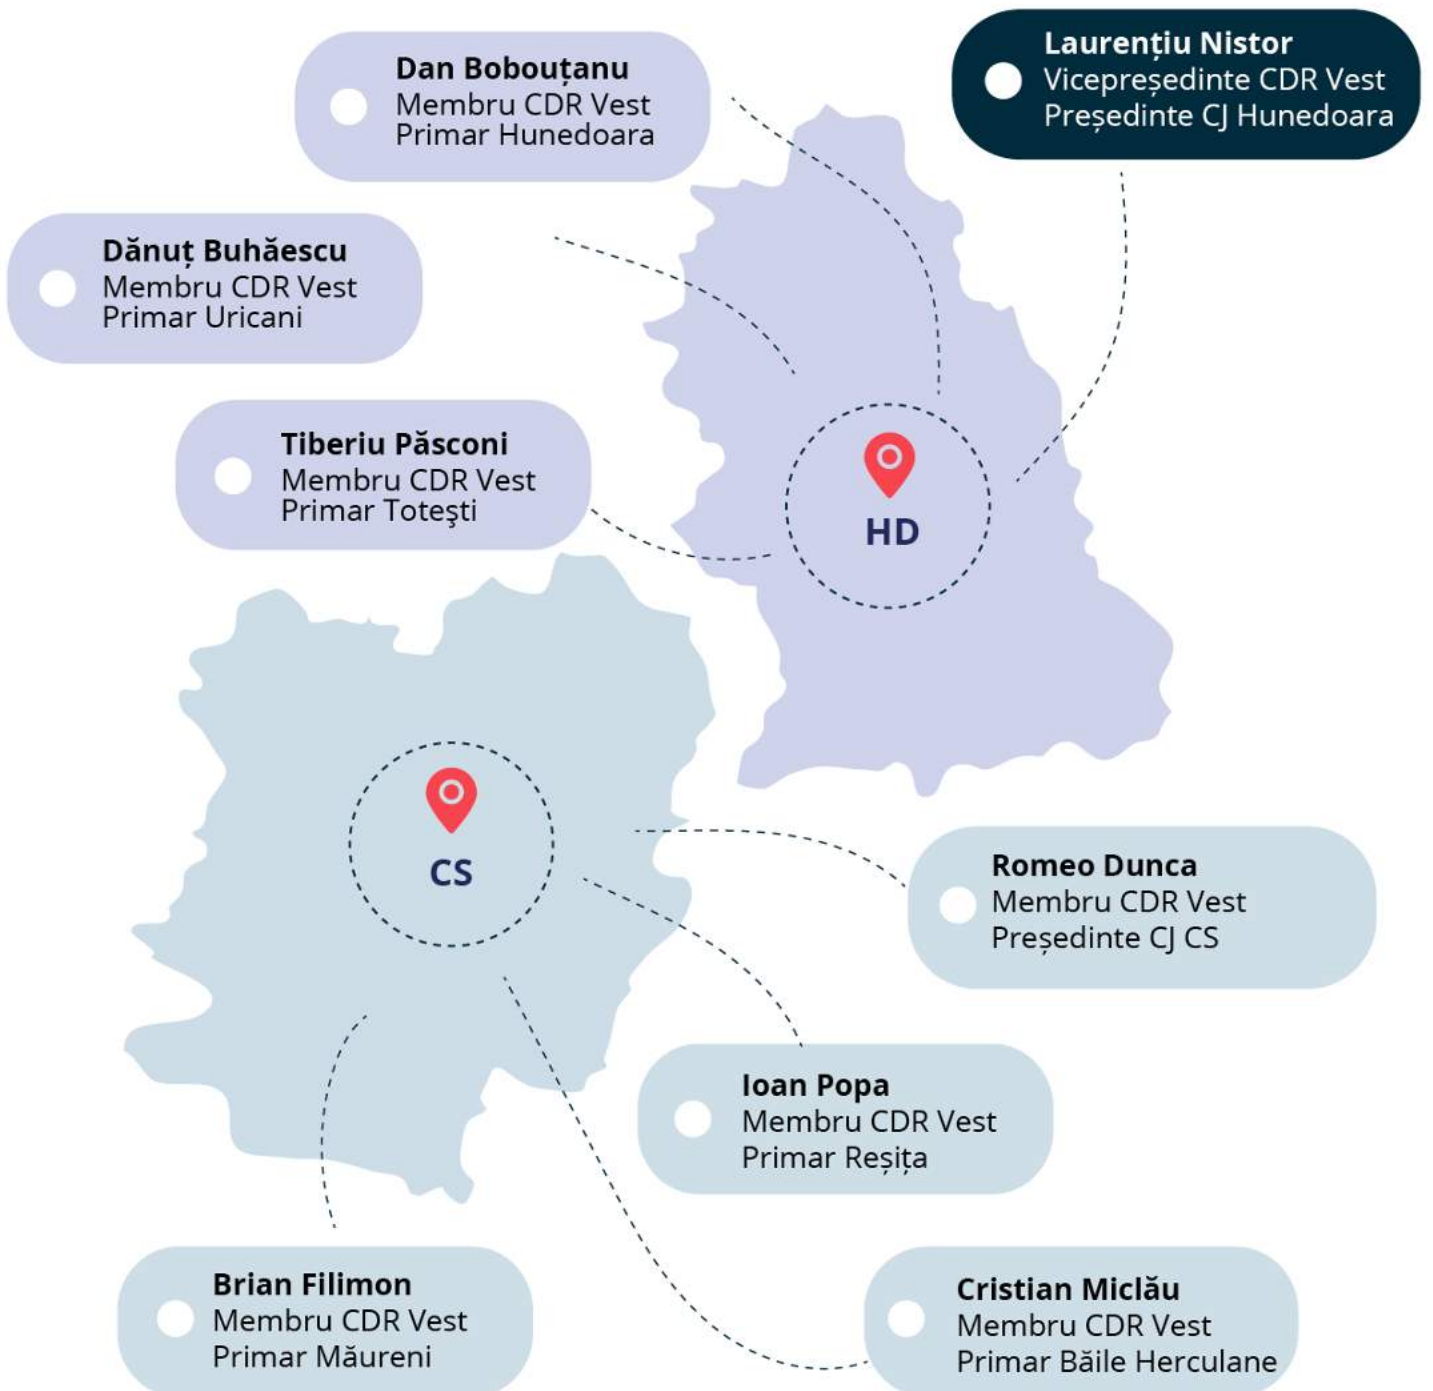 Laurențiu Nistor
Vicepreședinte CDR Vest
Președinte CJ Hunedoara
Dan Bobouțanu
Membru CDR Vest
Primar Hunedoara
Dănuț Buhăescu
Membru CDR Vest
Primar Uricani
Tiberiu Păsconi
Membru CDR Vest
Primar Toteşti
HD
CS
Romeo Dunca
Membru CDR Vest
Președinte CJ CS
Ioan Popa
Membru CDR Vest
Primar Reșița
Brian Filimon
Membru CDR Vest
Primar Măureni
Cristian Miclău
Membru CDR Vest
Primar Băile Herculane